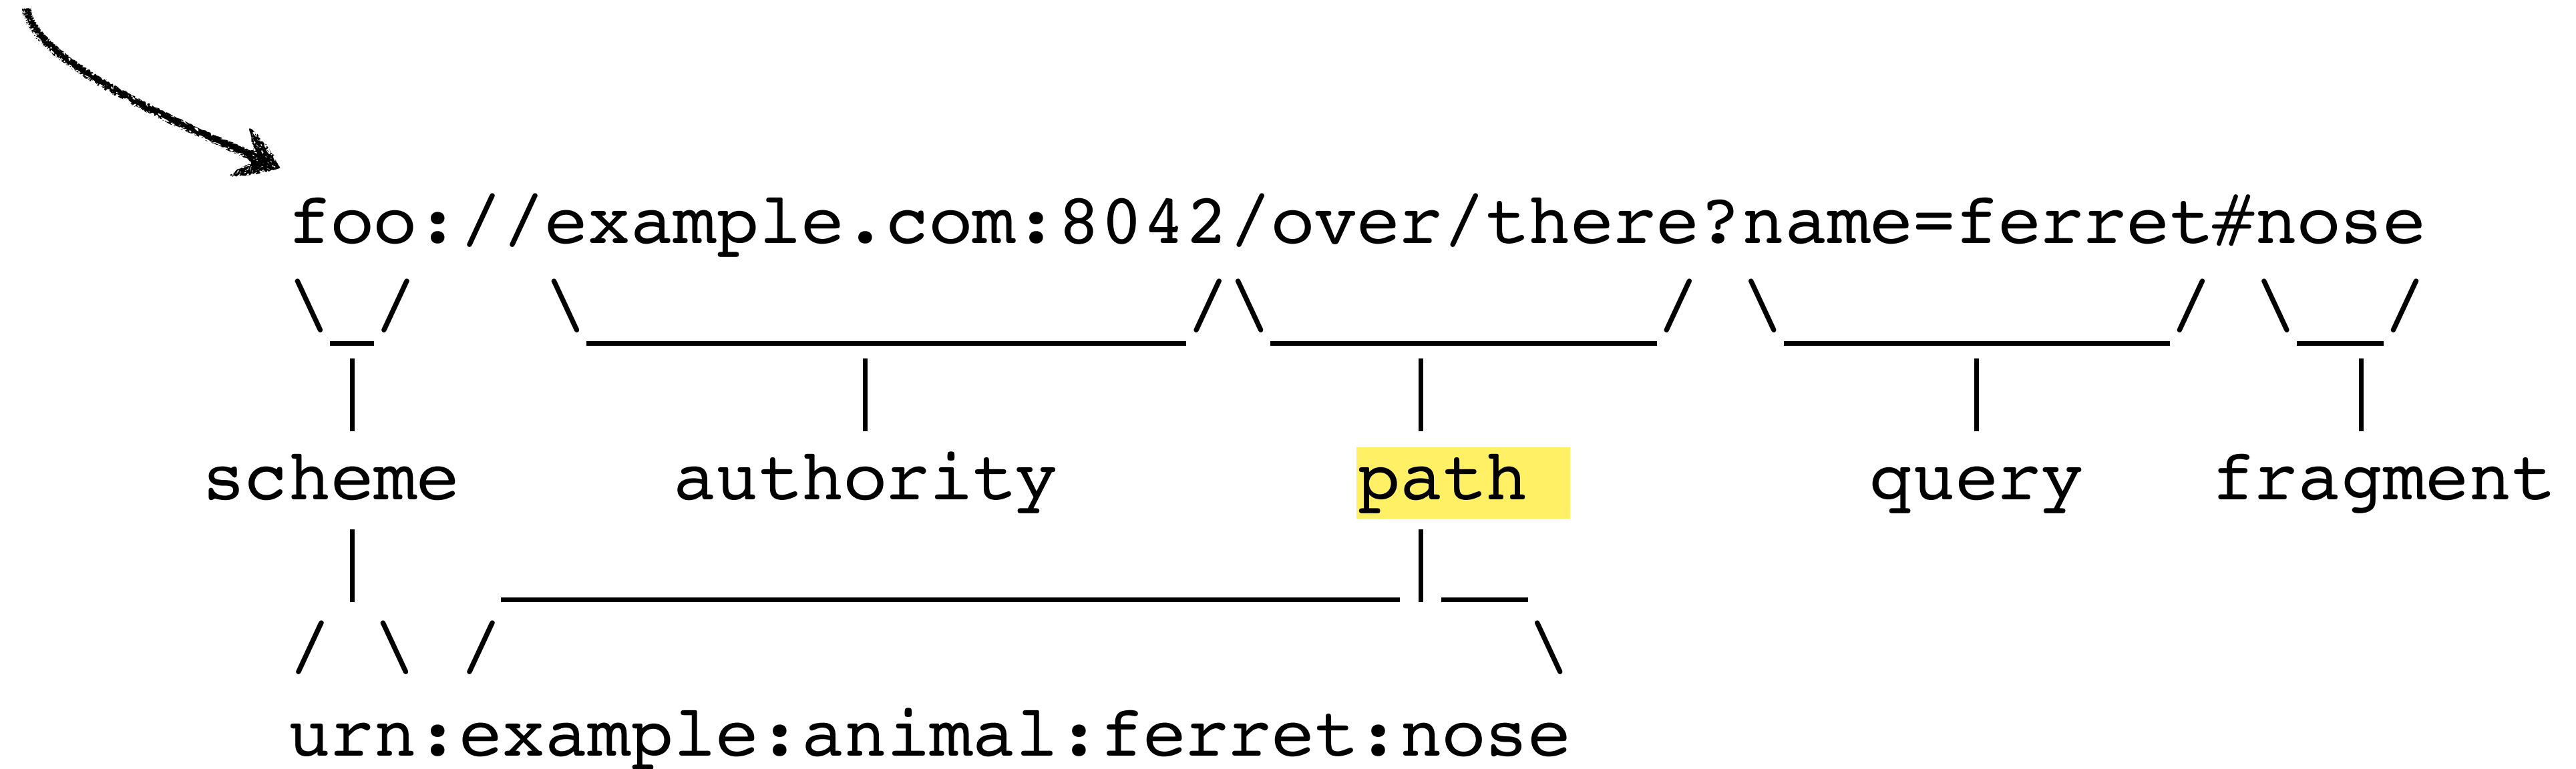 foo://example.com:8042/over/there?name=ferret#nose
scheme authority path query fragment
urn:example:animal:ferret:nose